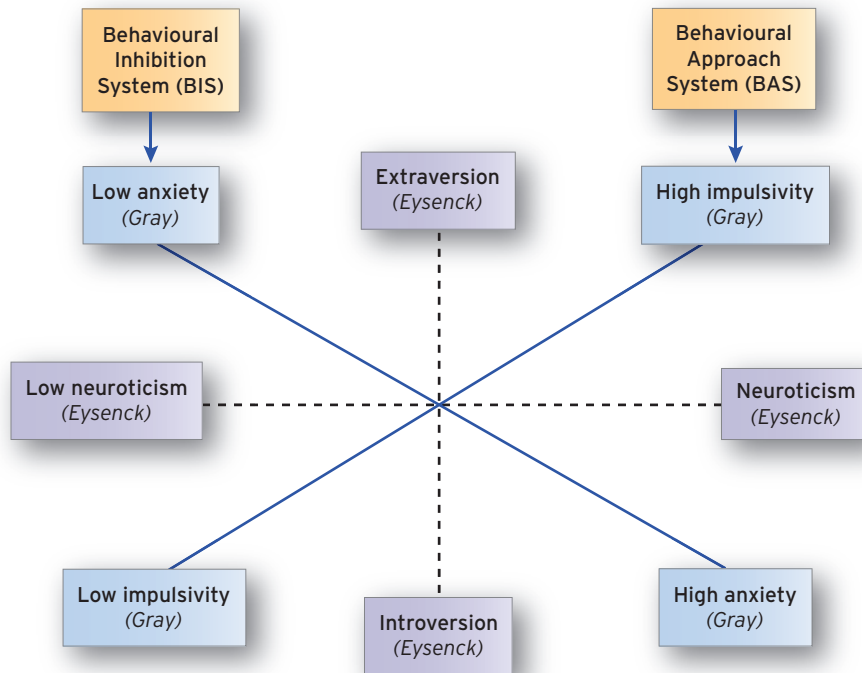 Behavioural
Inhibition
System (BIS)
Behavioural
Approach
System (BAS)
Low anxiety
(Gray)
Extraversion
(Eysenck)
High impulsivity
(Gray)
Low neuroticism
(Eysenck)
Neuroticism
(Eysenck)
Low impulsivity
(Gray)
Introversion
(Eysenck)
High anxiety
(Gray)